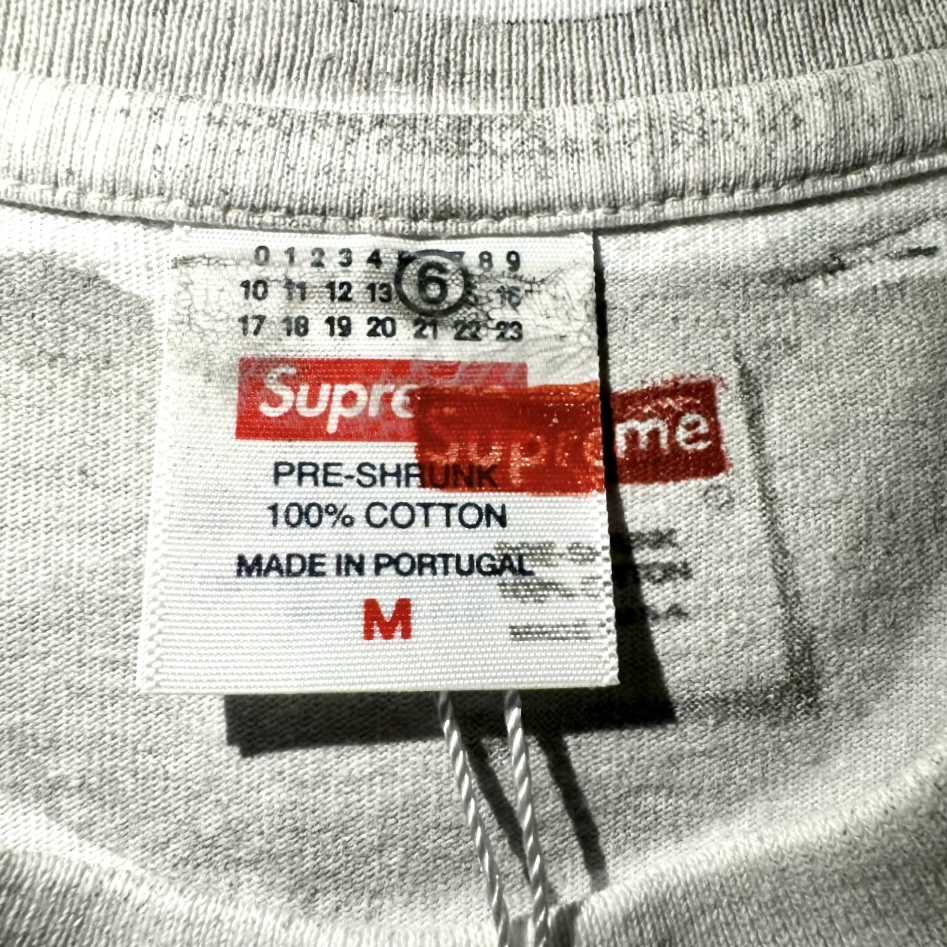 0 1 2 3 4 8 9
10 11 12 13 6 16
17 18 19 20 21 22 23
Supreme
Supreme
PRE-SHRUNK
100% COTTON
MADE IN PORTUGAL
M